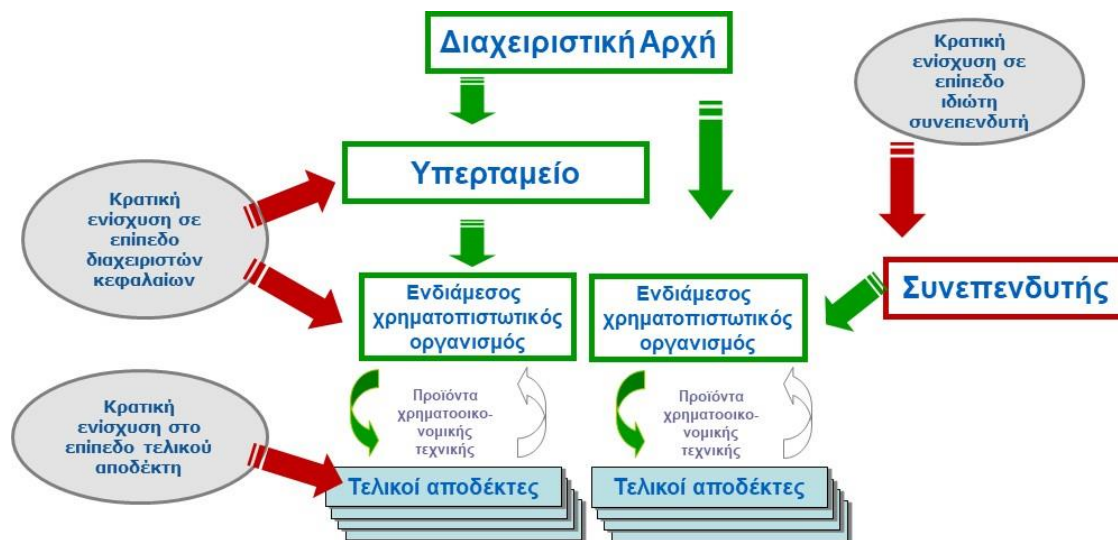 Διαχειριστική Αρχή
Κρατική
ενίσχυση σε
επίπεδο
ιδιώτη
συνεπενδυτή
Υπερταμείο
Κρατική
ενίσχυση σε
επίπεδο
διαχειριστών
κεφαλαίων
Ενδιάμεσος
χρηματοπιστωτικός
οργανισμός
Ενδιάμεσος
χρηματοπιστωτικός
οργανισμός
Συνεπενδυτής
Κρατική
ενίσχυση στο
επίπεδο τελικού
αποδέκτη
Προϊόντα
χρηματοοικο-
νομικής
τεχνικής
Προϊόντα
χρηματοοικο-
νομικής
τεχνικής
Τελικοί αποδέκτες
Τελικοί αποδέκτες